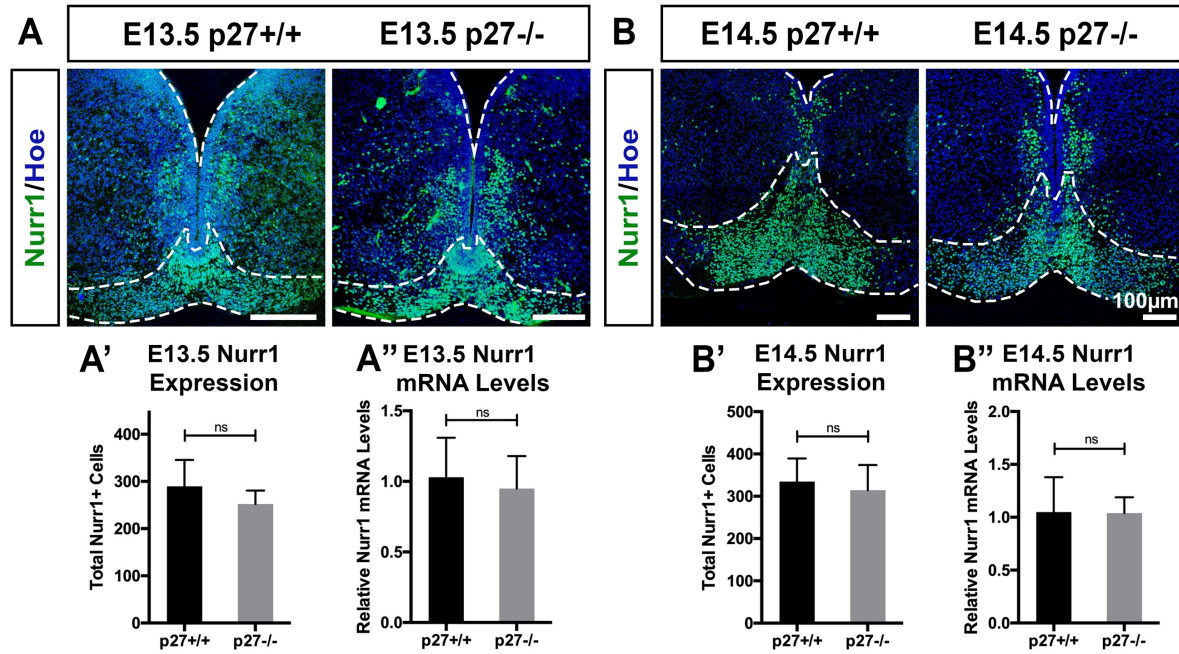 A
E13.5 p27+/+
E13.5 p27-/-
B
E14.5 p27+/+
E14.5 p27-/-
Nurr1/Hoe
Nurr1/Hoe
100µm
A'
E13.5 Nurr1
Expression
Total Nurr1+ Cells
400
300
200
100
0
ns
p27+/+
p27-/-
A"
E13.5 Nurr1
mRNA Levels
Relative Nurr1 mRNA Levels
1.5
1.0
0.5
0.0
ns
p27+/+
p27-/-
B'
E14.5 Nurr1
Expression
Total Nurr1+ Cells
500
400
300
200
100
0
ns
p27+/+
p27-/-
B"
E14.5 Nurr1
mRNA Levels
Relative Nurr1 mRNA Levels
2.0
1.5
1.0
0.5
0.0
ns
p27+/+
p27-/-